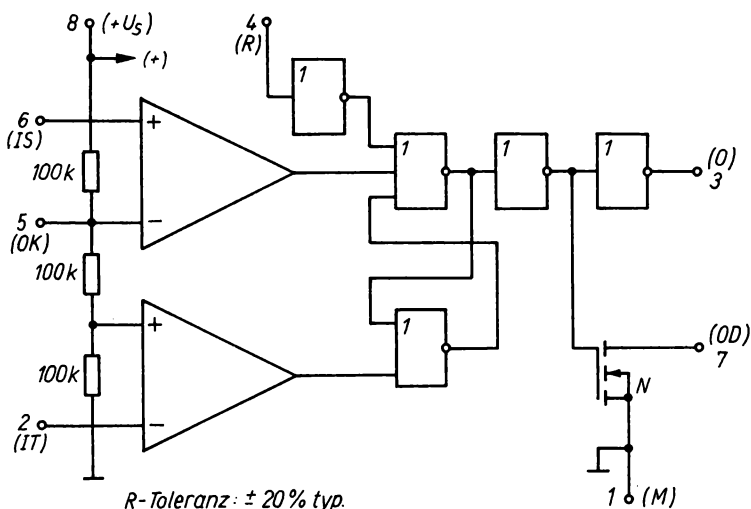 8 (+U_S)
(+)
4
(R)
1
6
(IS)
+
100k
1
1
1
(O)
3
5
(OK)
−
100k
1
+
(OD)
7
100k
N
2
(IT)
−
1 (M)
R-Toleranz: ± 20% typ.